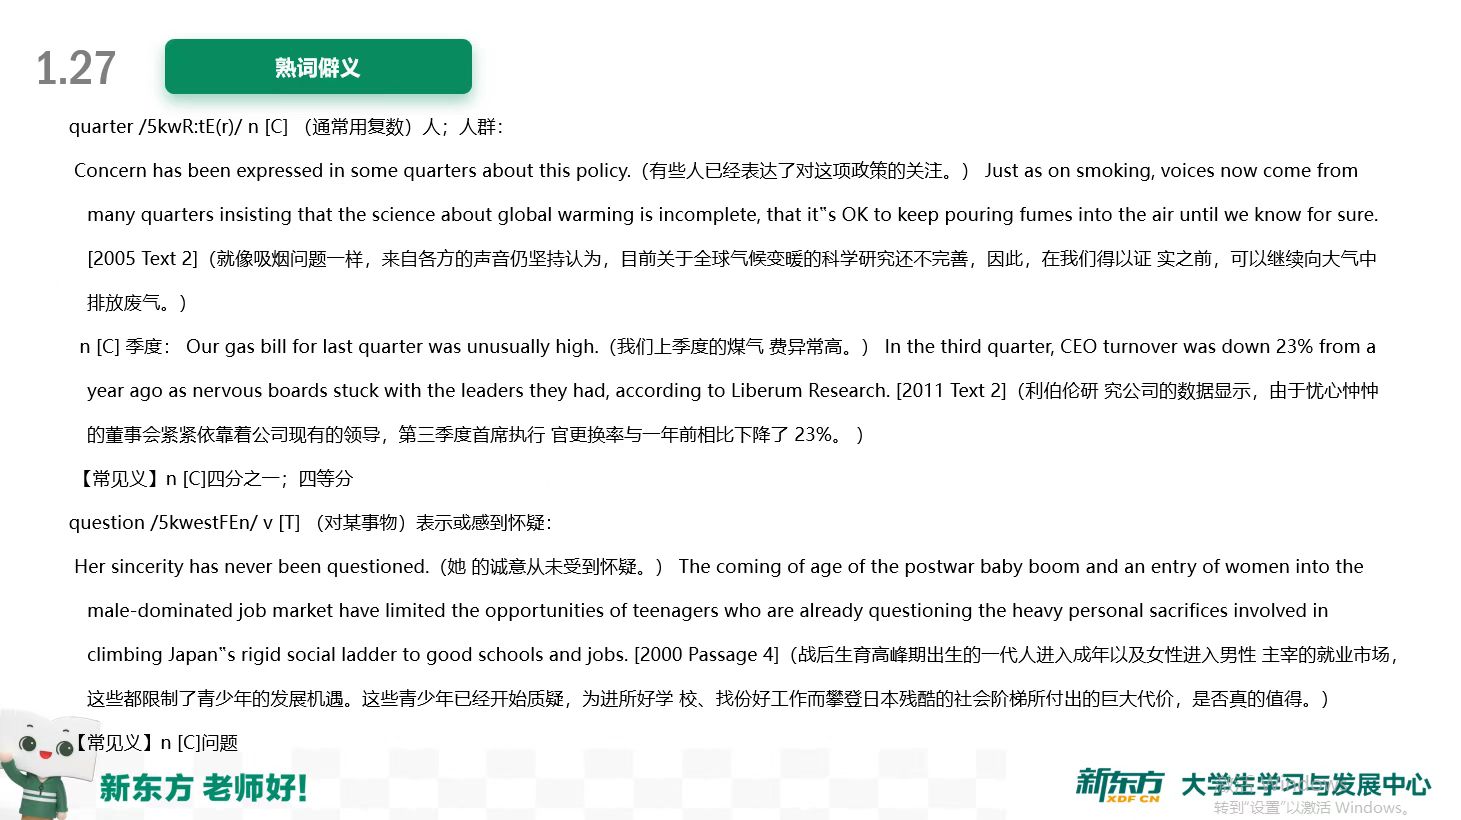 1.27
熟词僻义
quarter /5kwR:tE(r)/ n [C] （通常用复数）人；人群：
Concern has been expressed in some quarters about this policy.（有些人已经表达了对这项政策的关注。） Just as on smoking, voices now come from
many quarters insisting that the science about global warming is incomplete, that it‟s OK to keep pouring fumes into the air until we know for sure.
[2005 Text 2]（就像吸烟问题一样，来自各方的声音仍坚持认为，目前关于全球气候变暖的科学研究还不完善，因此，在我们得以证 实之前，可以继续向大气中
排放废气。）
n [C] 季度： Our gas bill for last quarter was unusually high.（我们上季度的煤气 费异常高。） In the third quarter, CEO turnover was down 23% from a
year ago as nervous boards stuck with the leaders they had, according to Liberum Research. [2011 Text 2]（利伯伦研 究公司的数据显示，由于忧心忡忡
的董事会紧紧依靠着公司现有的领导，第三季度首席执行 官更换率与一年前相比下降了 23%。 ）
【常见义】n [C]四分之一；四等分
question /5kwestFEn/ v [T] （对某事物）表示或感到怀疑：
Her sincerity has never been questioned.（她 的诚意从未受到怀疑。） The coming of age of the postwar baby boom and an entry of women into the
male-dominated job market have limited the opportunities of teenagers who are already questioning the heavy personal sacrifices involved in
climbing Japan‟s rigid social ladder to good schools and jobs. [2000 Passage 4]（战后生育高峰期出生的一代人进入成年以及女性进入男性 主宰的就业市场，
这些都限制了青少年的发展机遇。这些青少年已经开始质疑，为进所好学 校、找份好工作而攀登日本残酷的社会阶梯所付出的巨大代价，是否真的值得。）
【常见义】n [C]问题
新东方 老师好！
新东方 XDF.CN 大学生学习与发展中心
激活 Windows
转到“设置”以激活 Windows。